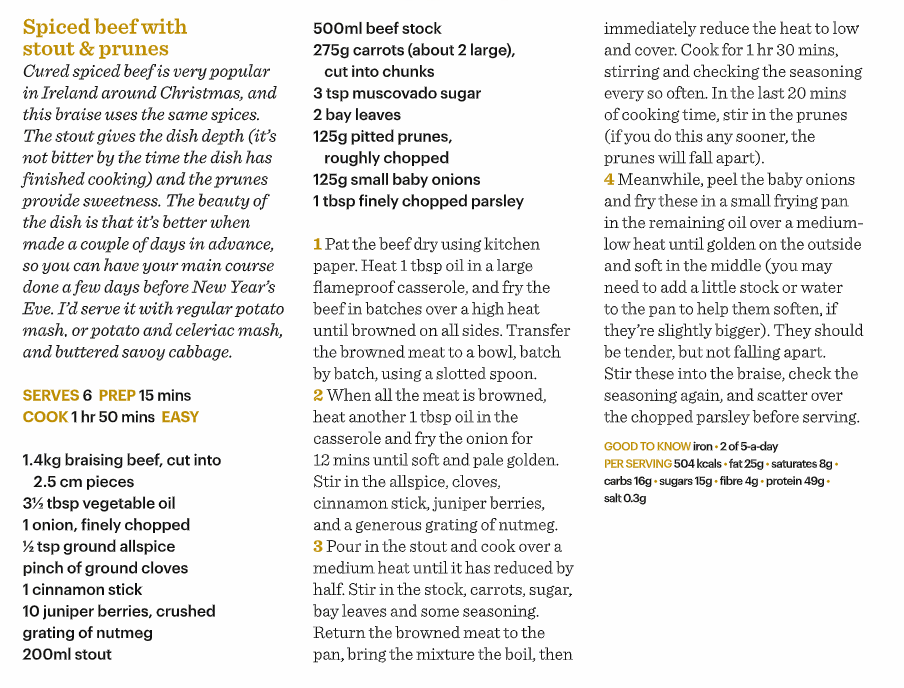 Spiced beef with
stout & prunes
Cured spiced beef is very popular
in Ireland around Christmas, and
this braise uses the same spices.
The stout gives the dish depth (it's
not bitter by the time the dish has
finished cooking) and the prunes
provide sweetness. The beauty of
the dish is that it's better when
made a couple of days in advance,
so you can have your main course
done a few days before New Year's
Eve. I'd serve it with regular potato
mash, or potato and celeriac mash,
and buttered savoy cabbage.
SERVES 6 PREP 15 mins
COOK 1 hr 50 mins EASY
1.4kg braising beef, cut into
2.5 cm pieces
3½ tbsp vegetable oil
1 onion, finely chopped
½ tsp ground allspice
pinch of ground cloves
1 cinnamon stick
10 juniper berries, crushed
grating of nutmeg
200ml stout
500ml beef stock
275g carrots (about 2 large),
cut into chunks
3 tsp muscovado sugar
2 bay leaves
125g pitted prunes,
roughly chopped
125g small baby onions
1 tbsp finely chopped parsley
1 Pat the beef dry using kitchen
paper. Heat 1 tbsp oil in a large
flameproof casserole, and fry the
beef in batches over a high heat
until browned on all sides. Transfer
the browned meat to a bowl, batch
by batch, using a slotted spoon.
2 When all the meat is browned,
heat another 1 tbsp oil in the
casserole and fry the onion for
12 mins until soft and pale golden.
Stir in the allspice, cloves,
cinnamon stick, juniper berries,
and a generous grating of nutmeg.
3 Pour in the stout and cook over a
medium heat until it has reduced by
half. Stir in the stock, carrots, sugar,
bay leaves and some seasoning.
Return the browned meat to the
pan, bring the mixture the boil, then
immediately reduce the heat to low
and cover. Cook for 1 hr 30 mins,
stirring and checking the seasoning
every so often. In the last 20 mins
of cooking time, stir in the prunes
(if you do this any sooner, the
prunes will fall apart).
4 Meanwhile, peel the baby onions
and fry these in a small frying pan
in the remaining oil over a medium-
low heat until golden on the outside
and soft in the middle (you may
need to add a little stock or water
to the pan to help them soften, if
they're slightly bigger). They should
be tender, but not falling apart.
Stir these into the braise, check the
seasoning again, and scatter over
the chopped parsley before serving.
GOOD TO KNOW iron • 2 of 5-a-day
PER SERVING 504 kcals • fat 25g • saturates 8g •
carbs 16g • sugars 15g • fibre 4g • protein 49g •
salt 0.3g